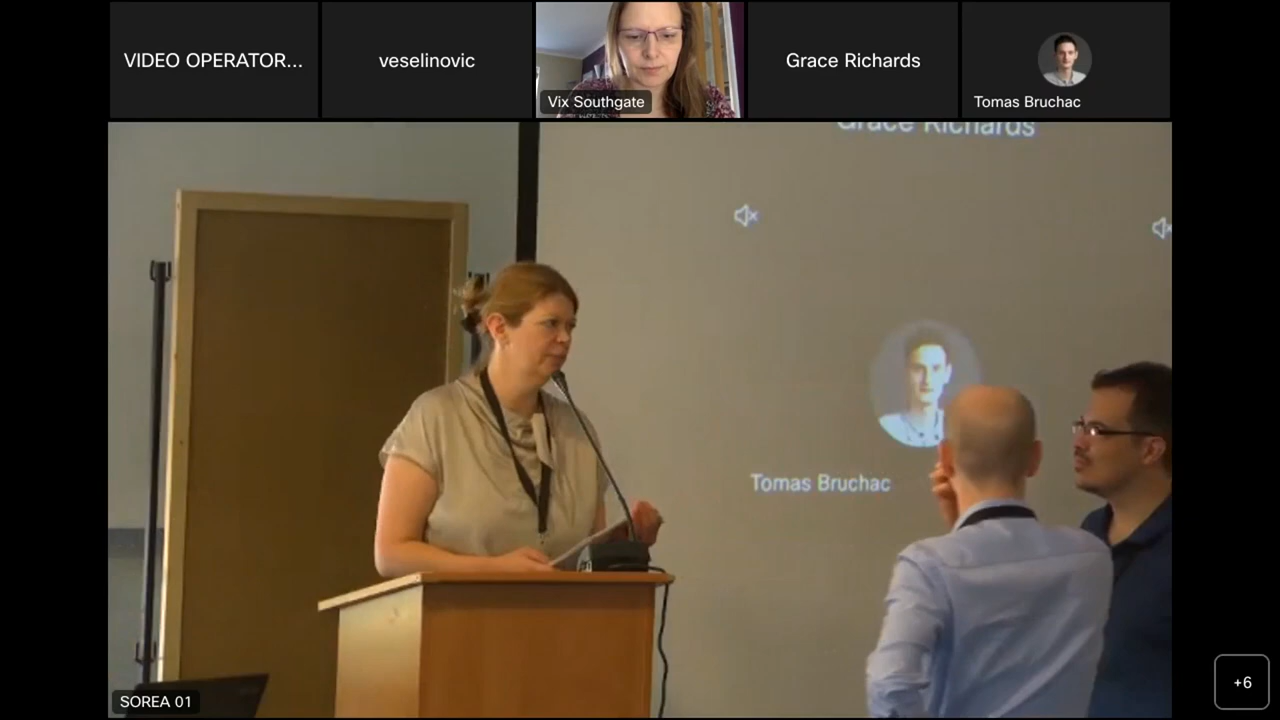 VIDEO OPERATOR...
veselinovic
Vix Southgate
Grace Richards
Tomas Bruchac
Grace Richards
Tomas Bruchac
SOREA 01
+6